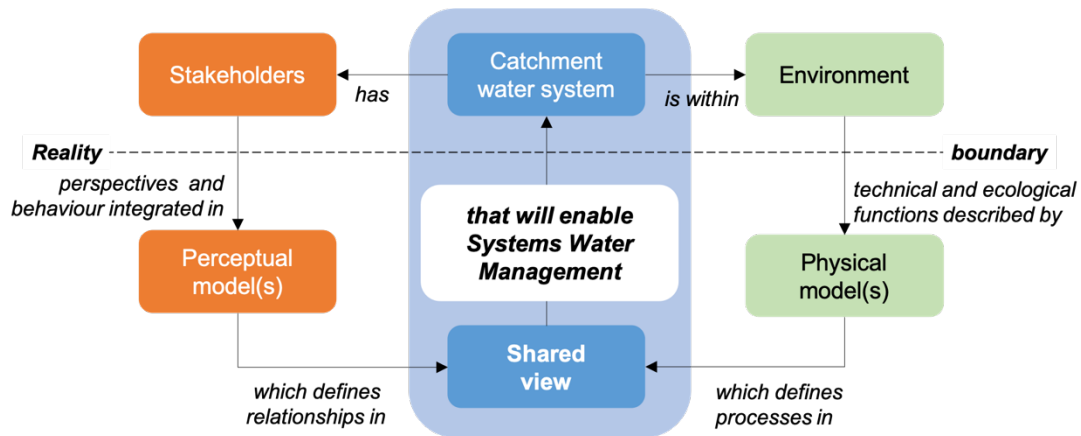 Stakeholders
Catchment
water system
Environment
has
is within
Reality
boundary
perspectives and
behaviour integrated in
technical and ecological
functions described by
that will enable
Systems Water
Management
Perceptual
model(s)
Physical
model(s)
Shared
view
which defines
relationships in
which defines
processes in